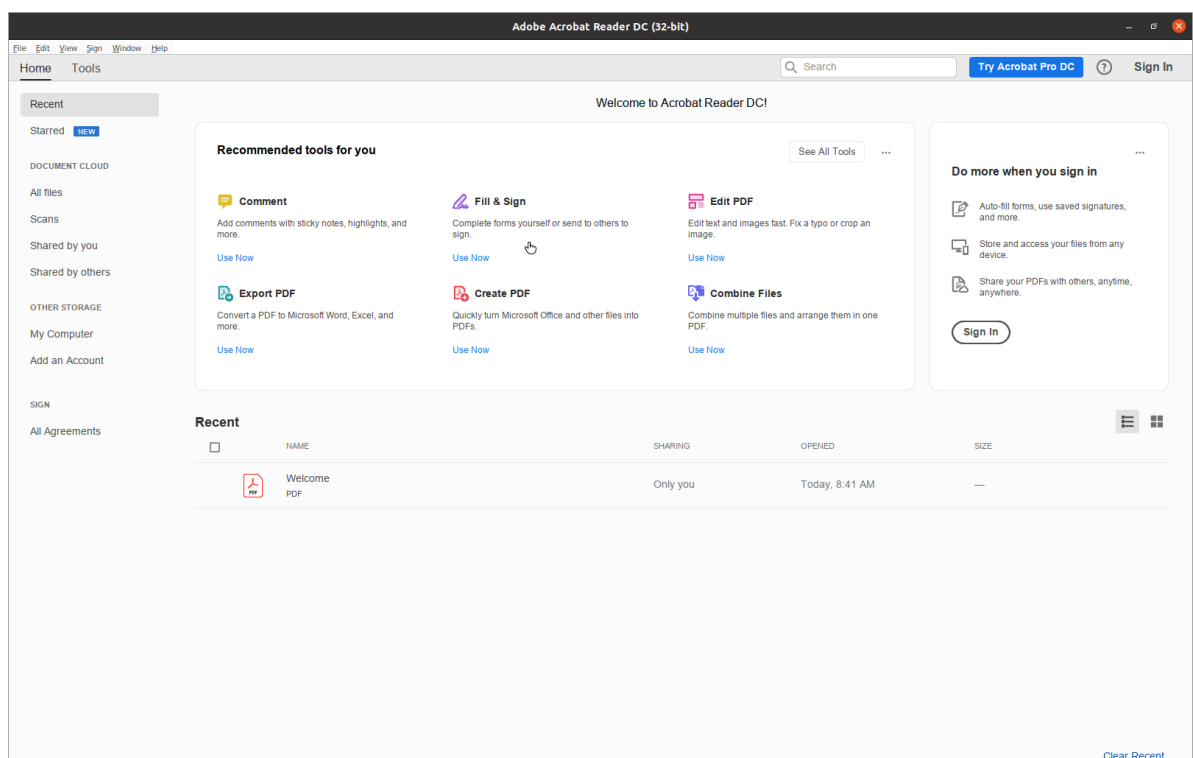 Adobe Acrobat Reader DC (32-bit)
File Edit View Sign Window Help
Home Tools
Search
Try Acrobat Pro DC
?
Sign In
Recent
Starred NEW
DOCUMENT CLOUD
All files
Scans
Shared by you
Shared by others
OTHER STORAGE
My Computer
Add an Account
SIGN
All Agreements
Welcome to Acrobat Reader DC!
Recommended tools for you
See All Tools
...
Comment
Add comments with sticky notes, highlights, and
more.
Use Now
Fill & Sign
Complete forms yourself or send to others to
sign.
Use Now
Edit PDF
Edit text and images fast. Fix a typo or crop an
image.
Use Now
Export PDF
Convert a PDF to Microsoft Word, Excel, and
more.
Use Now
Create PDF
Quickly turn Microsoft Office and other files into
PDFs.
Use Now
Combine Files
Combine multiple files and arrange them in one
PDF.
Use Now
...
Do more when you sign in
Auto-fill forms, use saved signatures,
and more.
Store and access your files from any
device.
Share your PDFs with others, anytime,
anywhere.
Sign In
Recent
NAME SHARING OPENED SIZE
PDF
Welcome
PDF
Only you
Today, 8:41 AM
—
Clear Recent